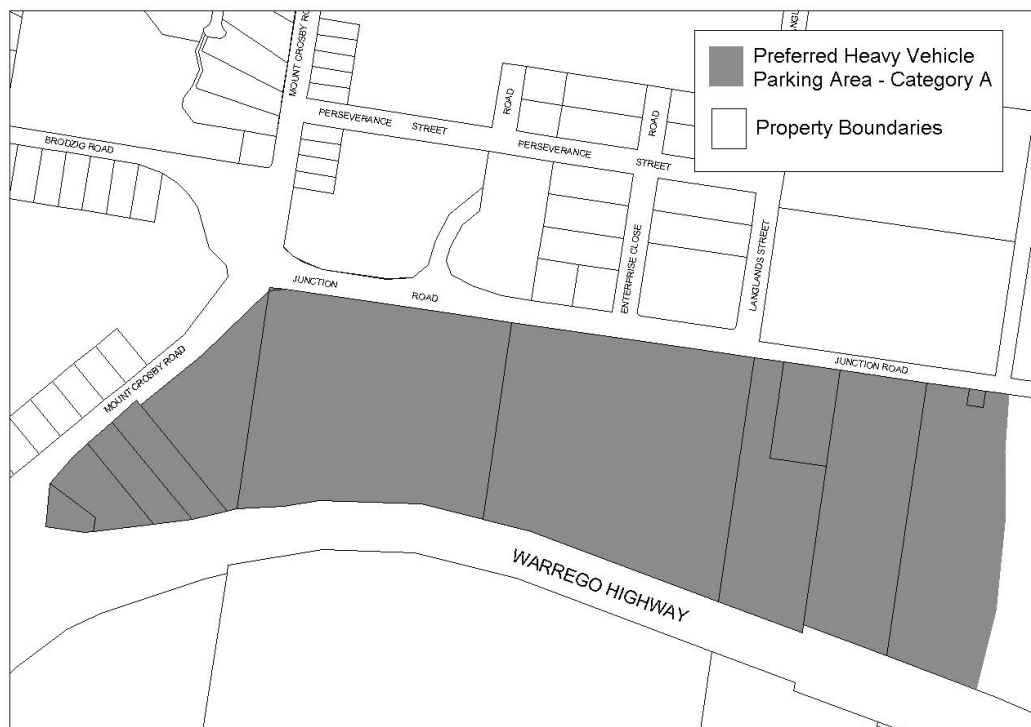 MOUNT CROSBY RO
Preferred Heavy Vehicle
Parking Area - Category A
Property Boundaries
PERSEVERANCE STREET
ROAD
ROAD
BRODZIG ROAD
PERSEVERANCE STREET
ENTERPRISE CLOSE
LANGLANDS STREET
JUNCTION ROAD
MOUNT CROSBY ROAD
JUNCTION ROAD
WARREGO HIGHWAY